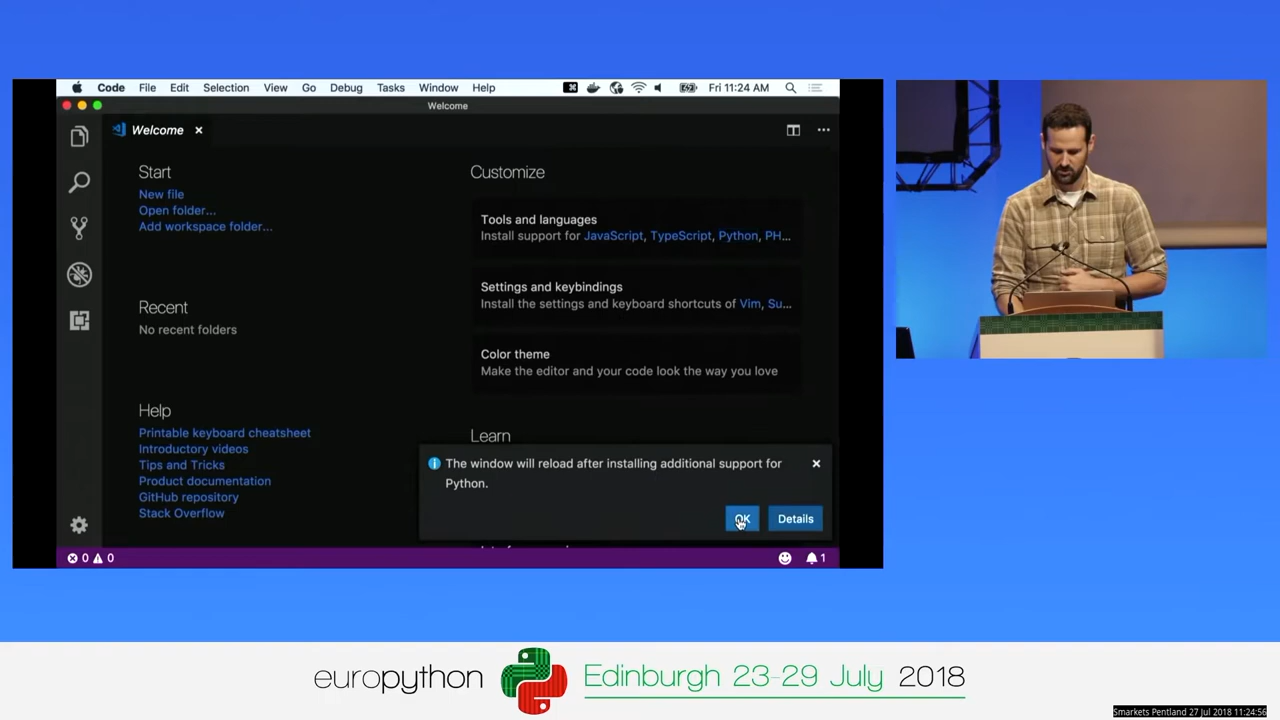 Code File Edit Selection View Go Debug Tasks Window Help Fri 11:24 AM
Welcome
Welcome
Start
New file
Open folder...
Add workspace folder...
Recent
No recent folders
Help
Printable keyboard cheatsheet
Introductory videos
Tips and Tricks
Product documentation
GitHub repository
Stack Overflow
Customize
Tools and languages
Install support for JavaScript, TypeScript, Python, PH...
Settings and keybindings
Install the settings and keyboard shortcuts of Vim, Su...
Color theme
Make the editor and your code look the way you love
Learn
The window will reload after installing additional support for
Python.
OK Details
0 0 1
europython Edinburgh 23-29 July 2018
Smarkets Pentland 27 Jul 2018 11:24:56